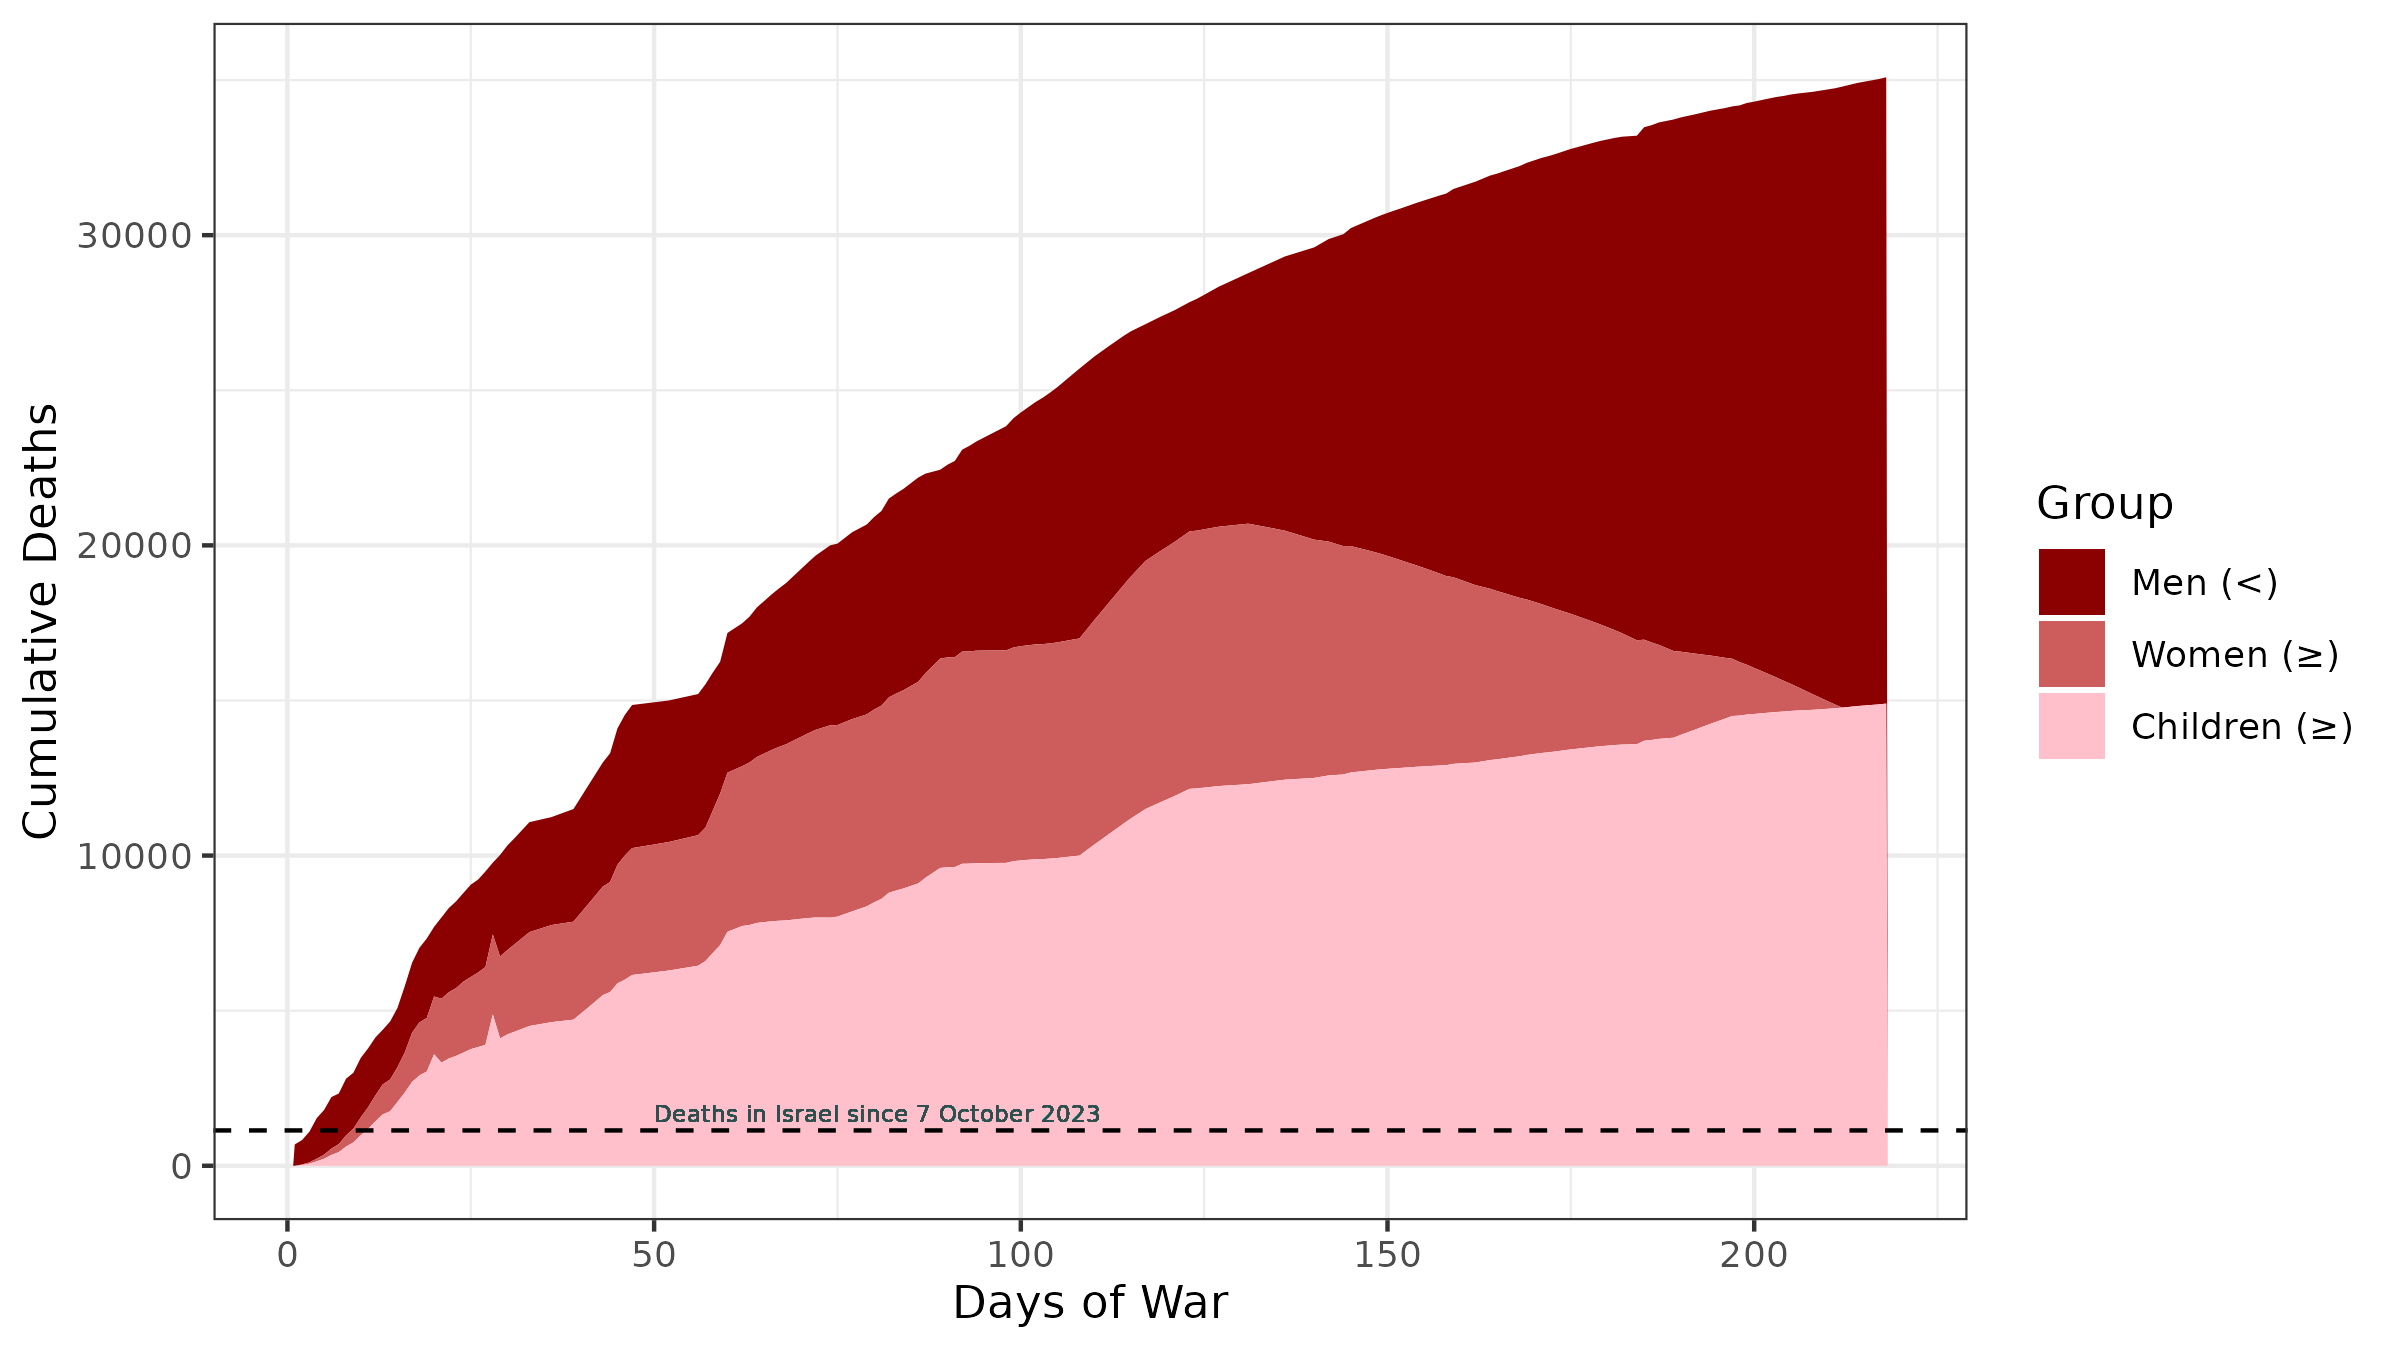 Cumulative Deaths
30000
20000
10000
0
Deaths in Israel since 7 October 2023
0 50 100 150 200
Days of War
Group
Men (<)
Women (≥)
Children (≥)